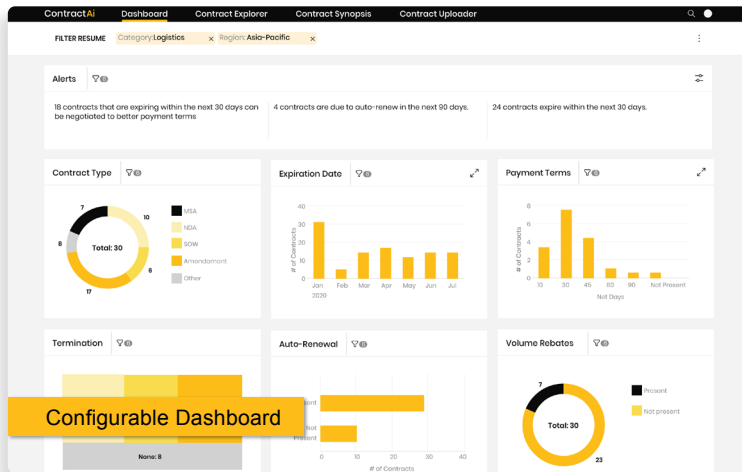 ContractAi Dashboard Contract Explorer Contract Synopsis Contract Uploader
FILTER RESUME Category:Logistics x Region: Asia-Pacific x
Alerts
18 contracts that are expiring within the next 30 days can
be negotiated to better payment terms
4 contracts are due to auto-renew in the next 90 days.
24 contracts expire within the next 30 days.
Contract Type
7
10
8
6
17
Total: 30
MSA
NDA
SOW
Amendament
Other
Expiration Date
# of Contracts
40
30
20
10
0
Jan Feb Mar Apr May Jun Jul
2020
Payment Terms
# of Contracts
8
6
4
2
0
10 30 45 60 90 Not Present
Not Days
Termination
None: 8
Configurable Dashboard
Auto-Renewal
Not
Present
0 10 20 30 40
# of Contracts
Volume Rebates
7
Total: 30
23
Present
Not present